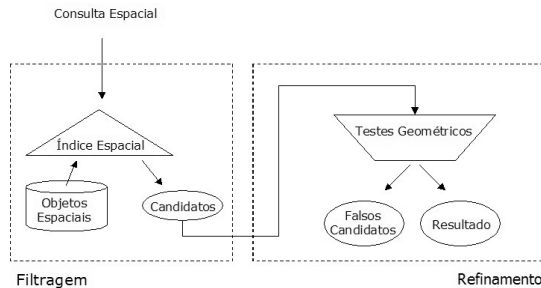 Consulta Espacial
Índice Espacial
Objetos
Espaciais
Candidatos
Filtragem
Testes Geométricos
Falsos
Candidatos
Resultado
Refinamento